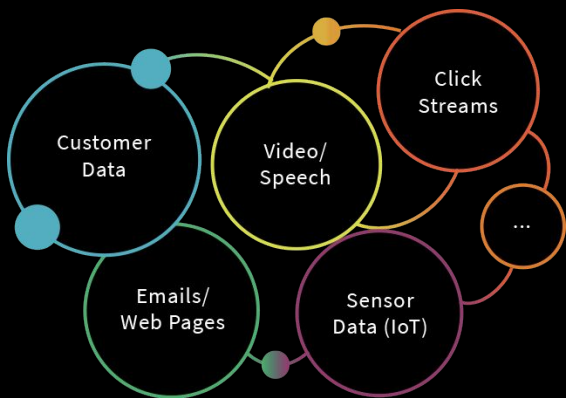 Customer
Data
Video/
Speech
Click
Streams
...
Emails/
Web Pages
Sensor
Data (IoT)